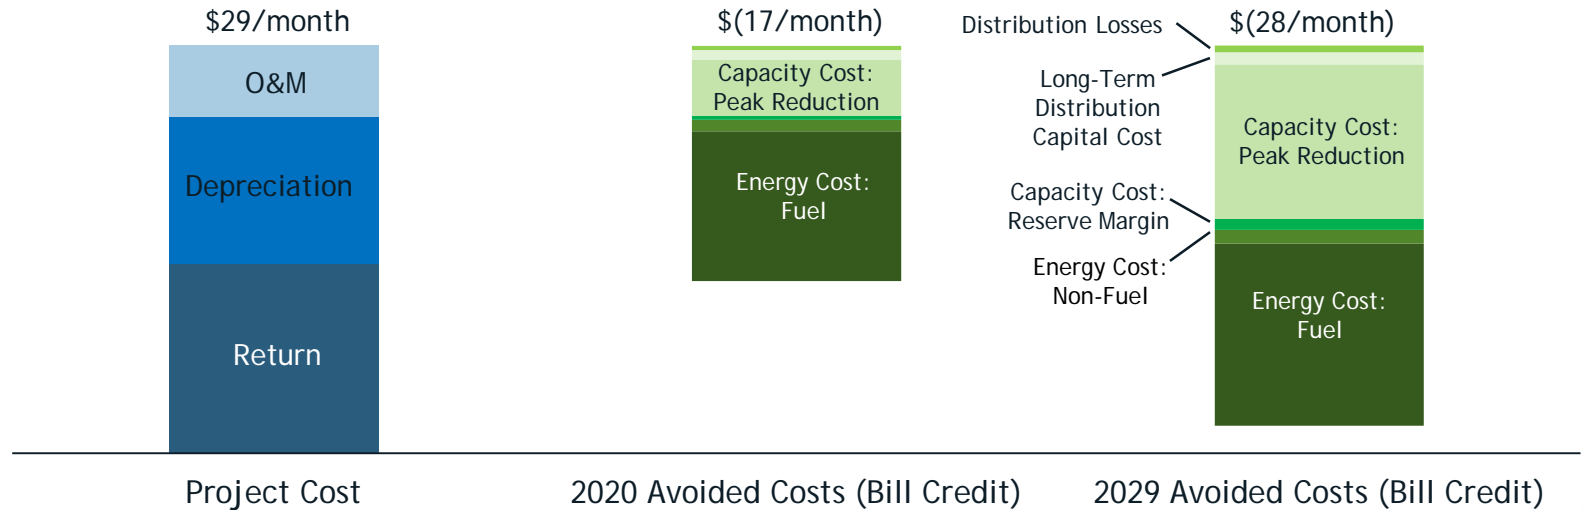 $29/month
O&M
Depreciation
Return
Project Cost
$(17/month)
Capacity Cost:
Peak Reduction
Energy Cost:
Fuel
2020 Avoided Costs (Bill Credit)
Distribution Losses
Long-Term
Distribution
Capital Cost
Capacity Cost:
Reserve Margin
Energy Cost:
Non-Fuel
$(28/month)
Capacity Cost:
Peak Reduction
Energy Cost:
Fuel
2029 Avoided Costs (Bill Credit)